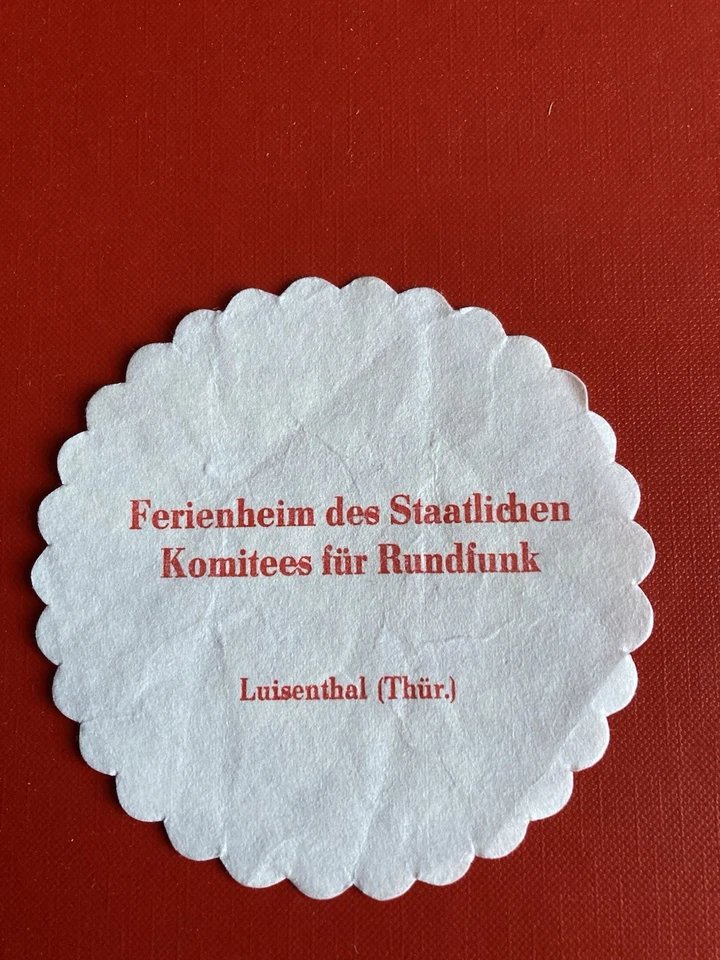 Ferienheim des Staatlichen
Komitees für Rundfunk
Luisenthal (Thür.)